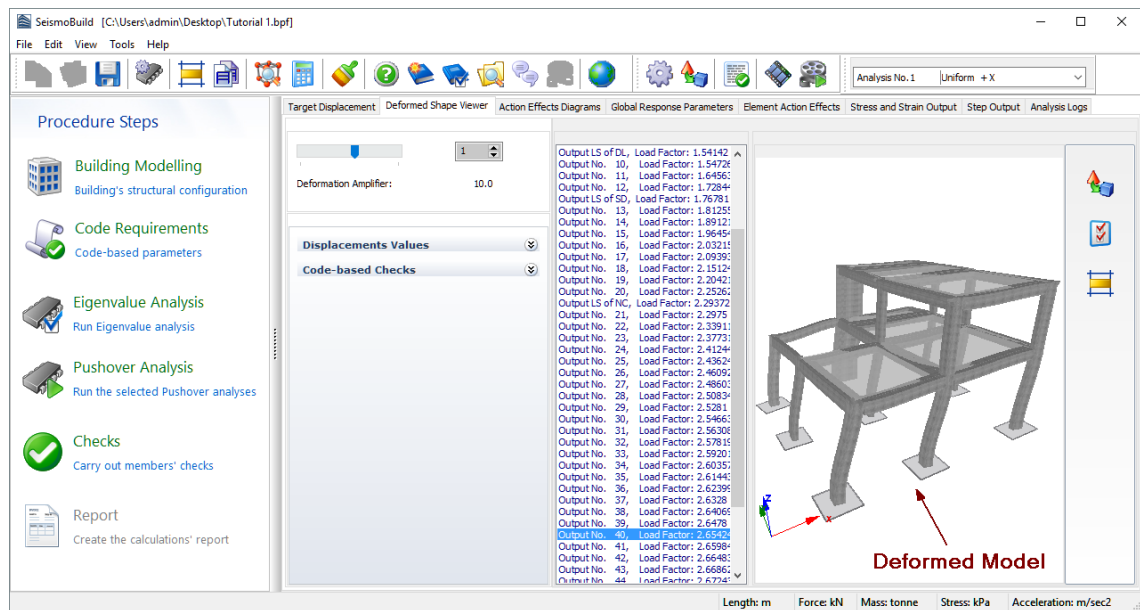 SeismoBuild [C:\Users\admin\Desktop\Tutorial 1.bpf]
File Edit View Tools Help
Analysis No. 1 Uniform +X
Procedure Steps
Building Modelling
Building's structural configuration
Code Requirements
Code-based parameters
Eigenvalue Analysis
Run Eigenvalue analysis
Pushover Analysis
Run the selected Pushover analyses
Checks
Carry out members' checks
Report
Create the calculations' report
Target Displacement Deformed Shape Viewer Action Effects Diagrams Global Response Parameters Element Action Effects Stress and Strain Output Step Output Analysis Logs
1
Deformation Amplifier: 10.0
Displacements Values
Code-based Checks
Output LS of DL, Load Factor: 1.54142
Output No. 10, Load Factor: 1.54726
Output No. 11, Load Factor: 1.64563
Output No. 12, Load Factor: 1.72844
Output LS of SD, Load Factor: 1.76781
Output No. 13, Load Factor: 1.81255
Output No. 14, Load Factor: 1.89121
Output No. 15, Load Factor: 1.96454
Output No. 16, Load Factor: 2.03215
Output No. 17, Load Factor: 2.09393
Output No. 18, Load Factor: 2.15124
Output No. 19, Load Factor: 2.20421
Output No. 20, Load Factor: 2.25262
Output LS of NC, Load Factor: 2.29372
Output No. 21, Load Factor: 2.2975
Output No. 22, Load Factor: 2.33911
Output No. 23, Load Factor: 2.37731
Output No. 24, Load Factor: 2.41244
Output No. 25, Load Factor: 2.43624
Output No. 26, Load Factor: 2.46092
Output No. 27, Load Factor: 2.48603
Output No. 28, Load Factor: 2.50834
Output No. 29, Load Factor: 2.5281
Output No. 30, Load Factor: 2.54663
Output No. 31, Load Factor: 2.56308
Output No. 32, Load Factor: 2.57819
Output No. 33, Load Factor: 2.59201
Output No. 34, Load Factor: 2.60357
Output No. 35, Load Factor: 2.61443
Output No. 36, Load Factor: 2.62399
Output No. 37, Load Factor: 2.6328
Output No. 38, Load Factor: 2.64069
Output No. 39, Load Factor: 2.6478
Output No. 40, Load Factor: 2.65424
Output No. 41, Load Factor: 2.65984
Output No. 42, Load Factor: 2.66483
Output No. 43, Load Factor: 2.66862
Output No. 44, Load Factor: 2.67243
z
x
Deformed Model
Length: m Force: kN Mass: tonne Stress: kPa Acceleration: m/sec2